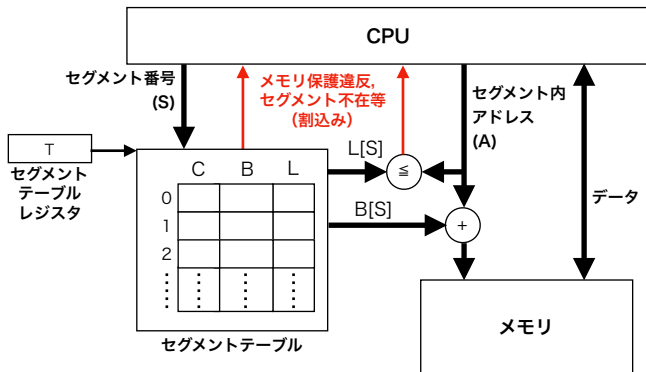 CPU
セグメント番号
(S)
メモリ保護違反,
セグメント不在等
（割込み）
セグメント内
アドレス
(A)
T
セグメント
テーブル
レジスタ
C B L
0
1
2
L[S]
≦
B[S]
+
データ
メモリ
セグメントテーブル